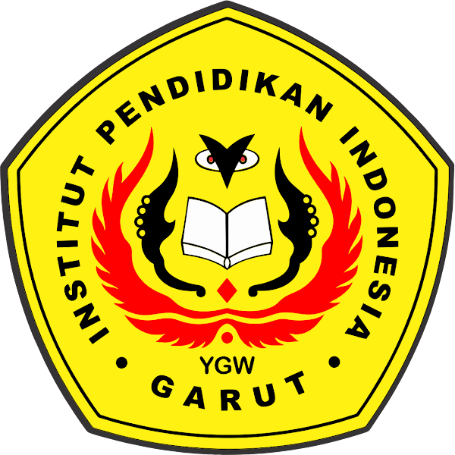 INSTITUT PENDIDIKAN INDONESIA
YGW
• GARUT •